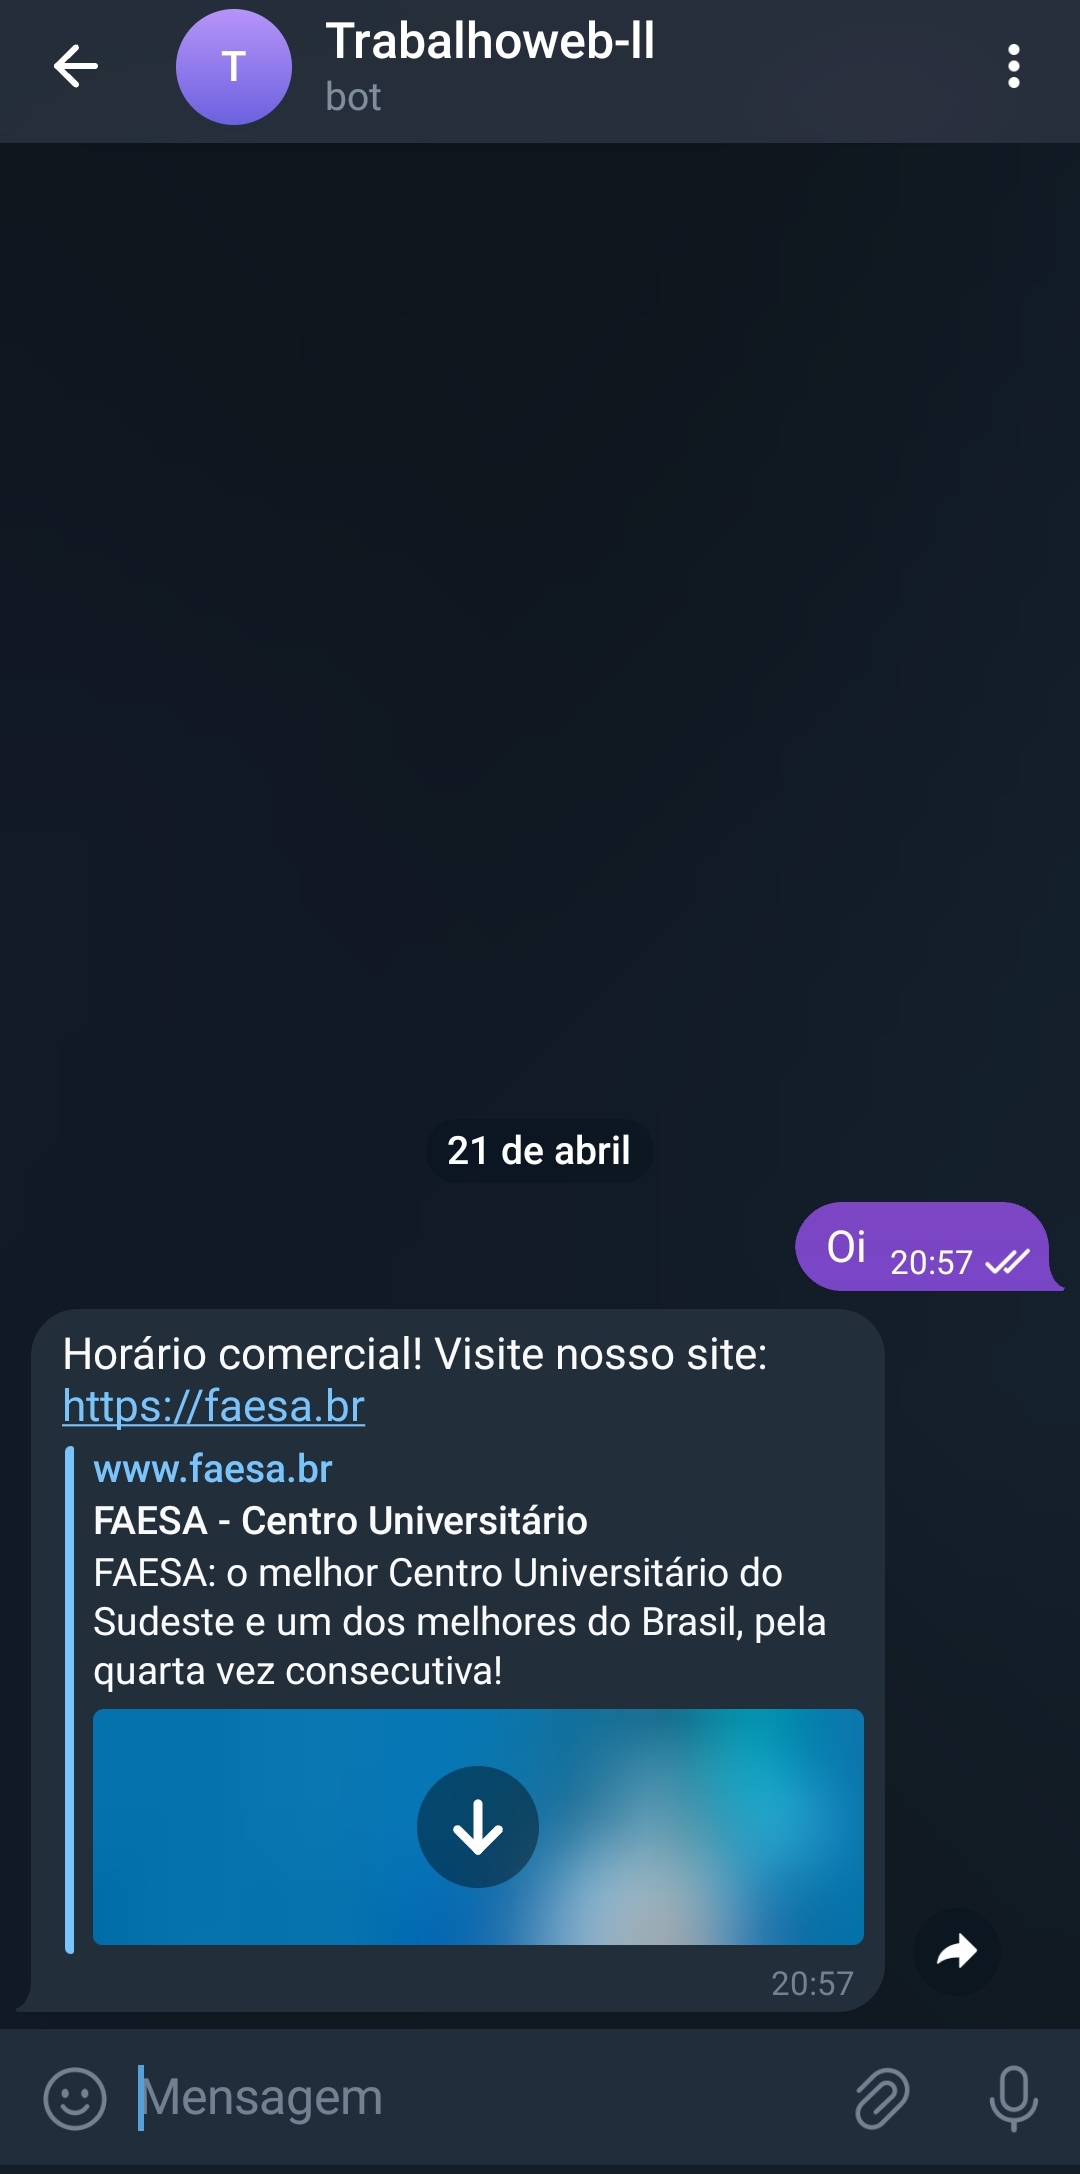 T
Trabalhoweb-ll
bot
21 de abril
Oi 20:57
Horário comercial! Visite nosso site:
https://faesa.br
www.faesa.br
FAESA - Centro Universitário
FAESA: o melhor Centro Universitário do
Sudeste e um dos melhores do Brasil, pela
quarta vez consecutiva!
20:57
Mensagem